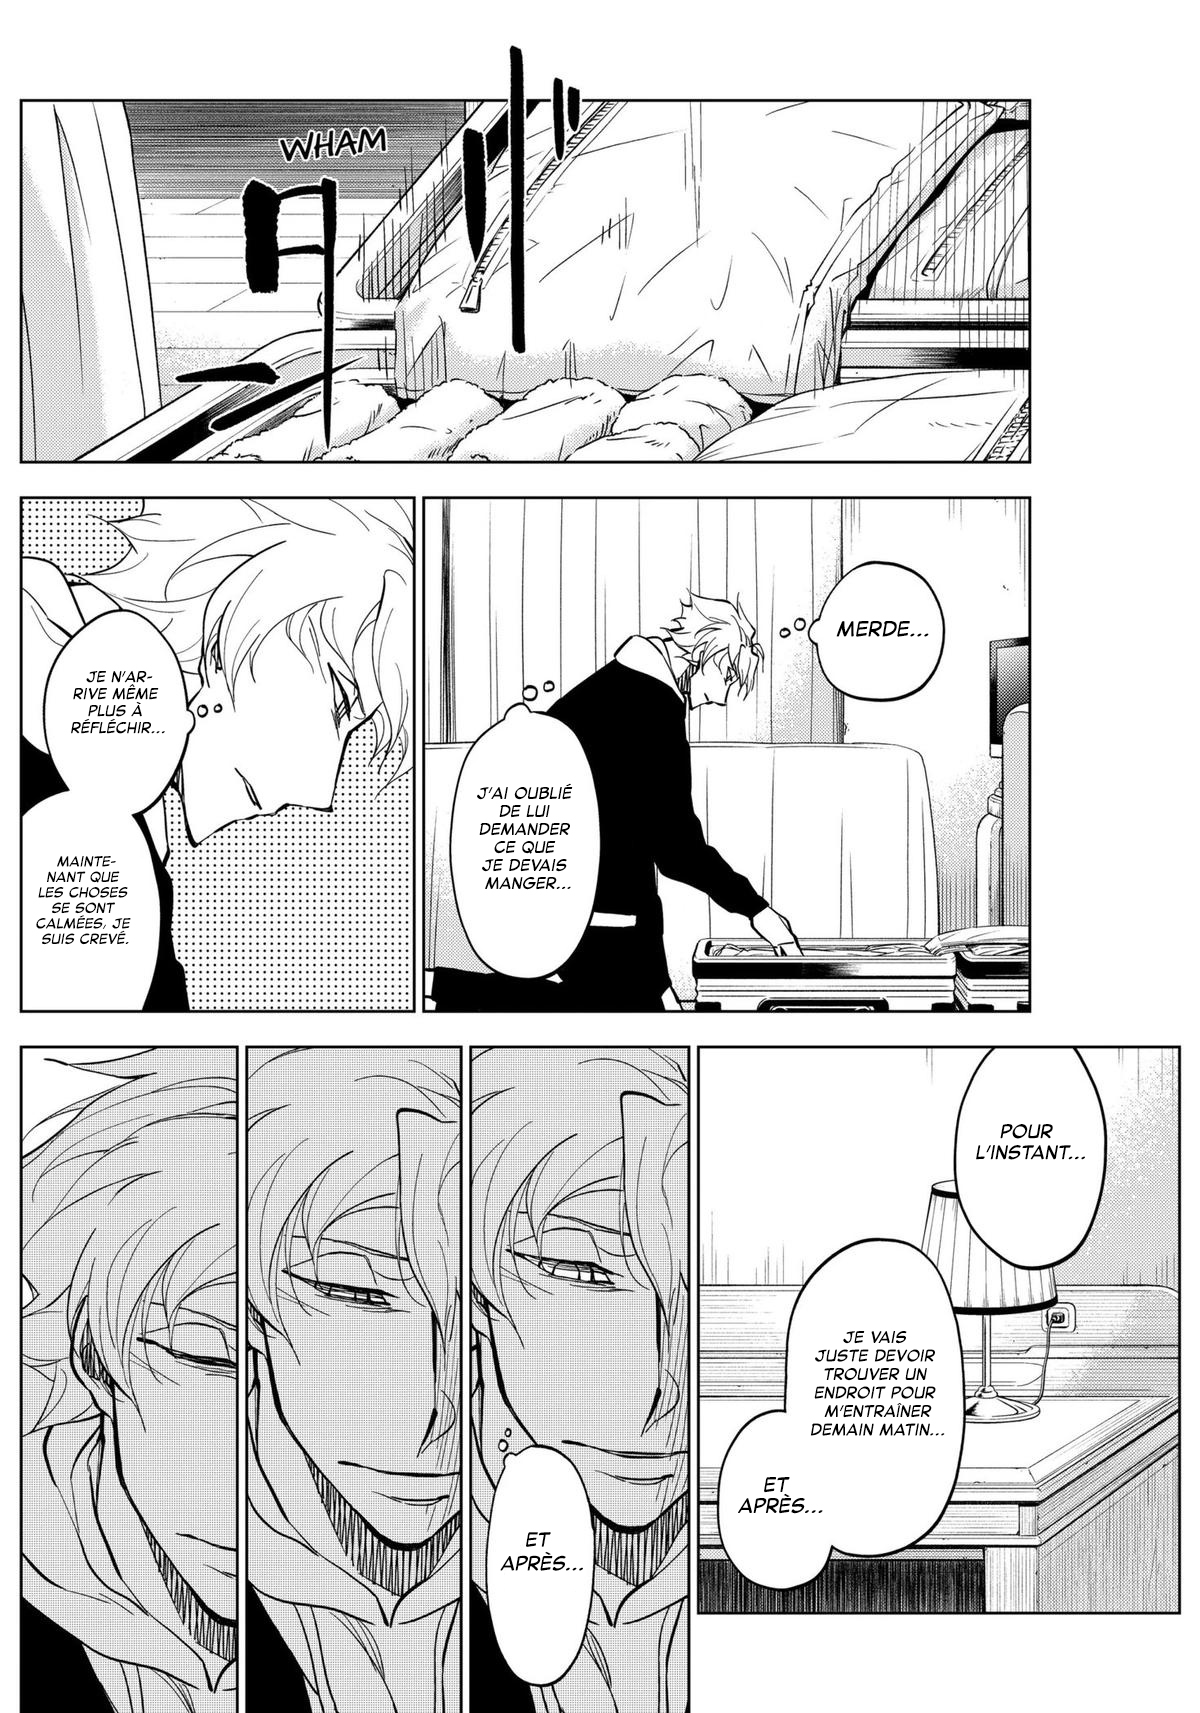 WHAM
バサッ
MERDE...
J'AI OUBLIÉ
DE LUI
DEMANDER
CE QUE
JE DEVAIS
MANGER...
JE N'AR-
RIVE MÊME
PLUS À
RÉFLÉCHIR...
MAINTE-
NANT QUE
LES CHOSES
SE SONT
CALMÉES, JE
SUIS CREVÉ.
POUR
L'INSTANT...
JE VAIS
JUSTE DEVOIR
TROUVER UN
ENDROIT POUR
M'ENTRAÎNER
DEMAIN MATIN...
ET
APRÈS...
ET
APRÈS...